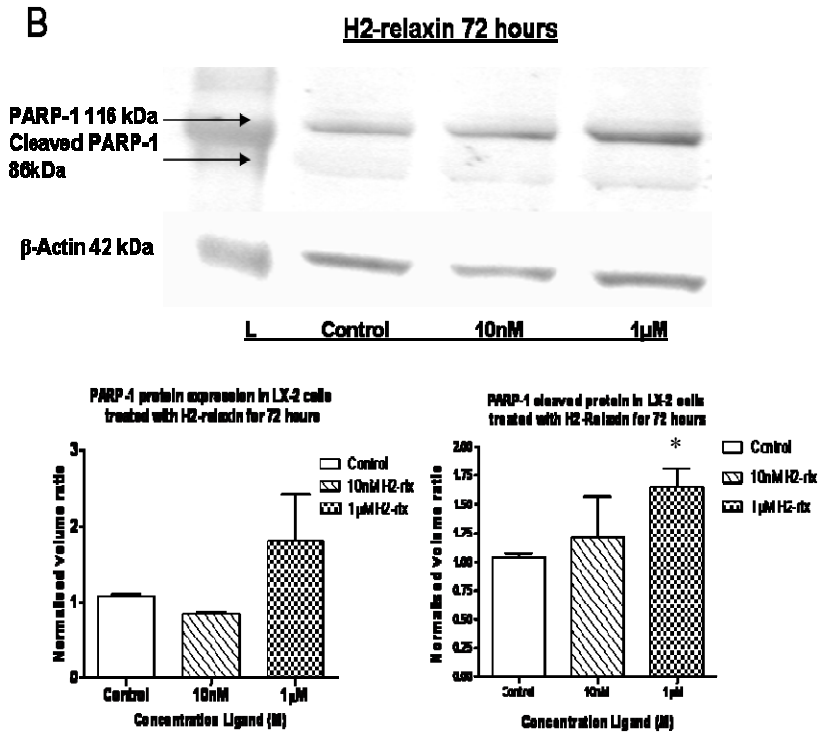 B
H2-relaxin 72 hours
PARP-1 116 kDa
Cleaved PARP-1
86kDa
β-Actin 42 kDa
L Control 10nM 1μM
PARP-1 protein expression in LX-2 cells
treated with H2-relaxin for 72 hours
Normalised volume ratio
3
2
1
0
Control
10nM H2-rlx
1μM H2-rlx
Control 10nM 1μM
Concentration Ligand (M)
PARP-1 cleaved protein in LX-2 cells
treated with H2-Relaxin for 72 hours
Normalised volume ratio
2.00
1.75
1.50
1.25
1.00
0.75
0.50
0.25
0.00
*
Control
10nM H2-rlx
1μM H2-rlx
Control 10nM 1μM
Concentration Ligand (M)